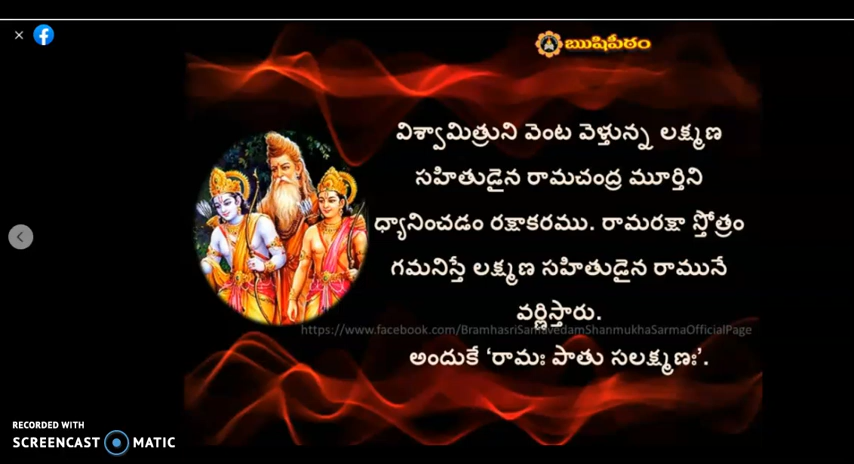 ఋషిపీఠం
విశ్వామిత్రుని వెంట వెళ్తున్న లక్ష్మణ
సహితుడైన రామచంద్ర మూర్తిని
ధ్యానించడం రక్షాకరము. రామరక్షా స్తోత్రం
గమనిస్తే లక్ష్మణ సహితుడైన రామునే
వర్ణిస్తారు.
https://www.facebook.com/BramhasriSamavedamShanmukhaSarmaOfficialPage
అందుకే ‘రామః పాతు సలక్ష్మణః’.
RECORDED WITH
SCREENCAST MATIC